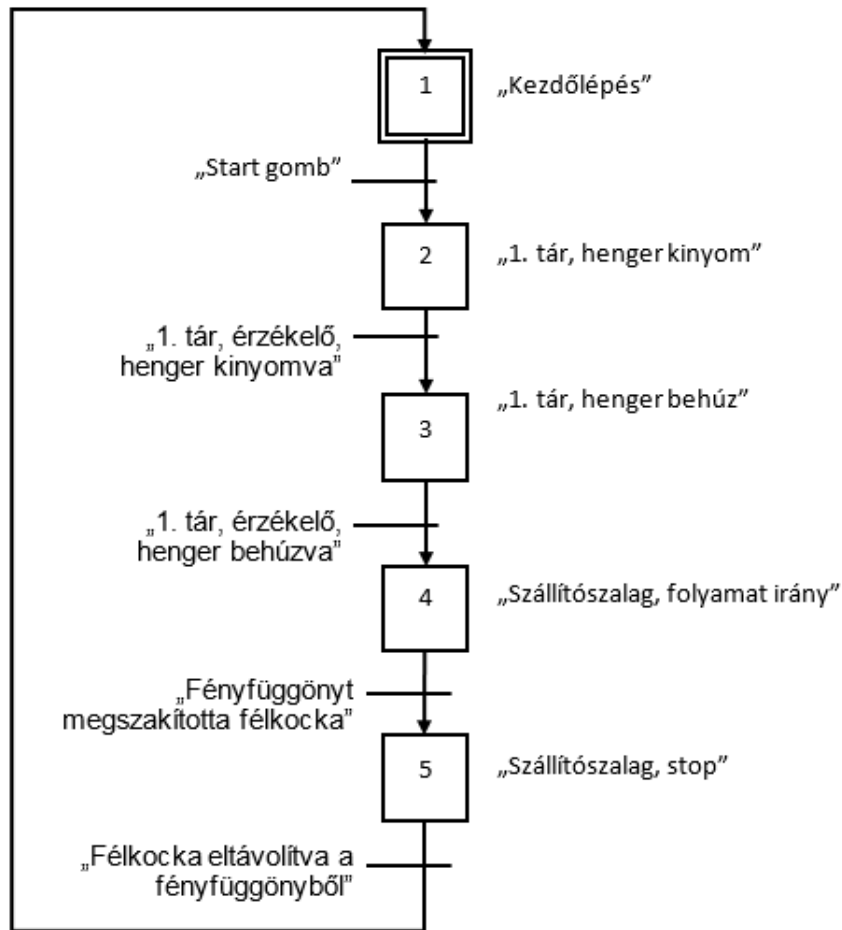 1
„Kezdőlépés”
„Start gomb”
2
„1. tár, henger kinyom”
„1. tár, érzékelő,
henger kinyomva”
3
„1. tár, henger behúz”
„1. tár, érzékelő,
henger behúzva”
4
„Szállítószalag, folyamat irány”
„Fényfüggönyt
megszakította félkocka”
5
„Szállítószalag, stop”
„Félkocka eltávolítva a
fényfüggönyből”